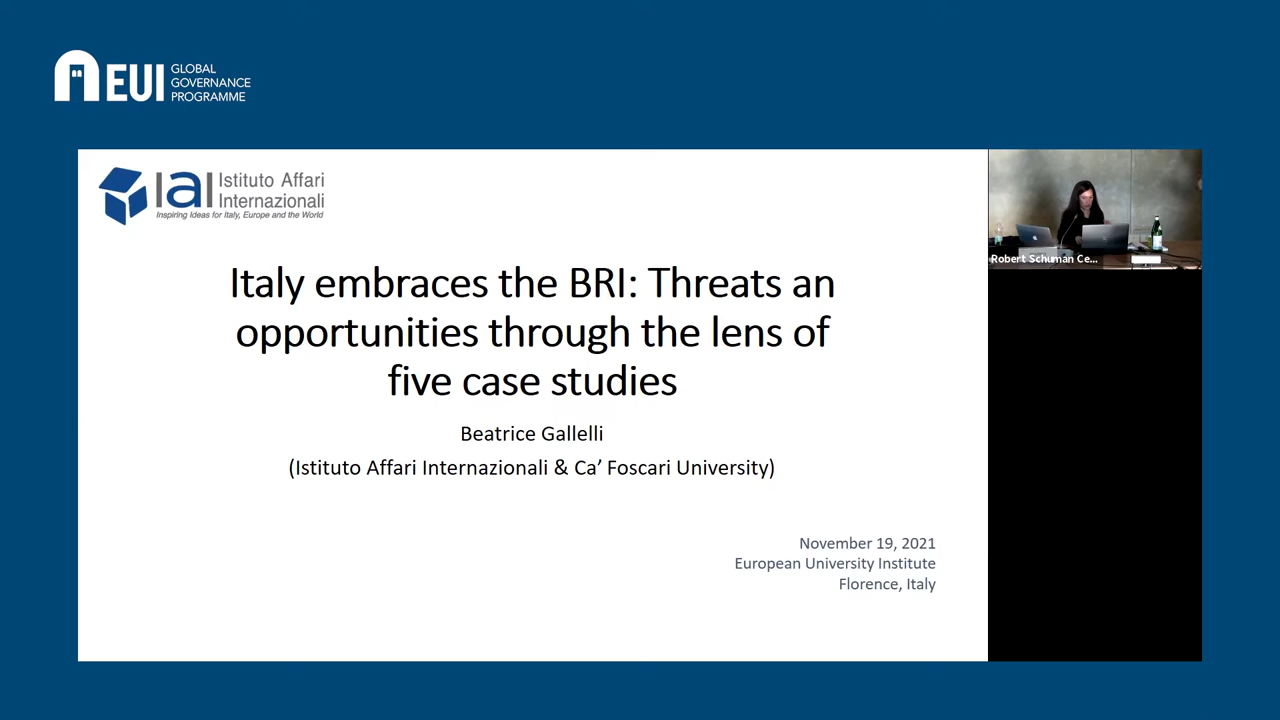 EUI
GLOBAL
GOVERNANCE
PROGRAMME
Iai Istituto Affari
Internazionali
Inspiring Ideas for Italy, Europe and the World
Italy embraces the BRI: Threats an
opportunities through the lens of
five case studies
Beatrice Gallelli
(Istituto Affari Internazionali & Ca’ Foscari University)
November 19, 2021
European University Institute
Florence, Italy
Robert Schuman Ce...